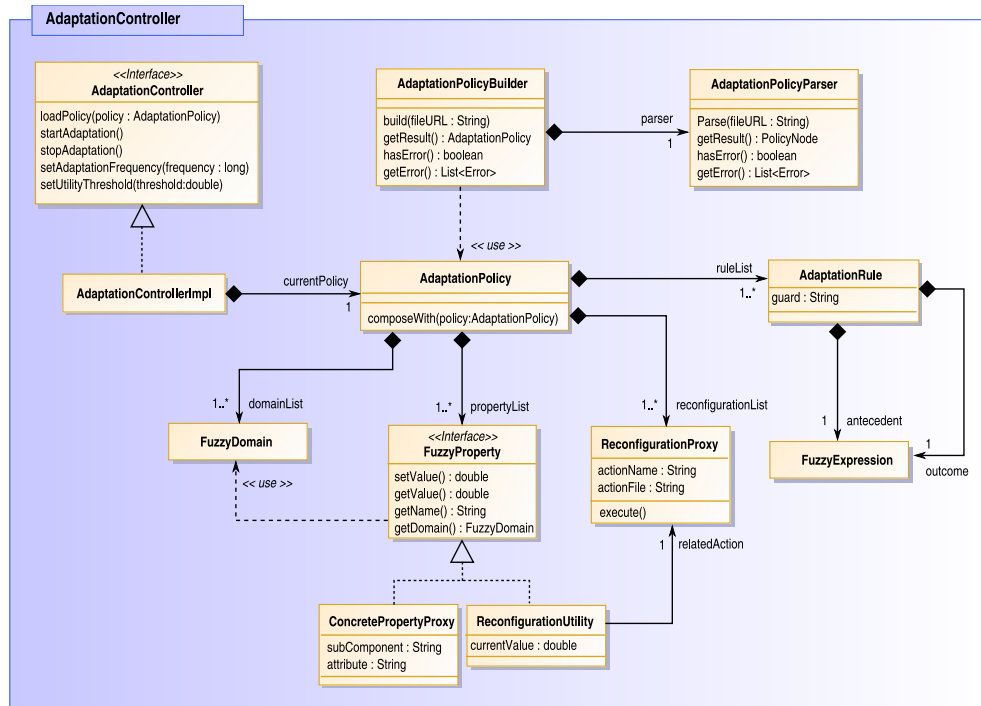 AdaptationController
<<Interface>>
AdaptationController
loadPolicy(policy : AdaptationPolicy)
startAdaptation()
stopAdaptation()
setAdaptationFrequency(frequency : long)
setUtilityThreshold(threshold:double)
AdaptationPolicyBuilder
build(fileURL : String)
getResult() : AdaptationPolicy
hasError() : boolean
getError() : List<Error>
parser
1
AdaptationPolicyParser
Parse(fileURL : String)
getResult() : PolicyNode
hasError() : boolean
getError() : List<Error>
<< use >>
AdaptationControllerImpl
currentPolicy
1
AdaptationPolicy
composeWith(policy:AdaptationPolicy)
ruleList
1..*
AdaptationRule
guard : String
1..*
domainList
1..*
propertyList
1..*
reconfigurationList
1
antecedent
1
outcome
FuzzyDomain
<< use >>
<<Interface>>
FuzzyProperty
setValue() : double
getValue() : double
getName() : String
getDomain() : FuzzyDomain
ReconfigurationProxy
actionName : String
actionFile : String
execute()
FuzzyExpression
1
relatedAction
ConcretePropertyProxy
subComponent : String
attribute : String
ReconfigurationUtility
currentValue : double